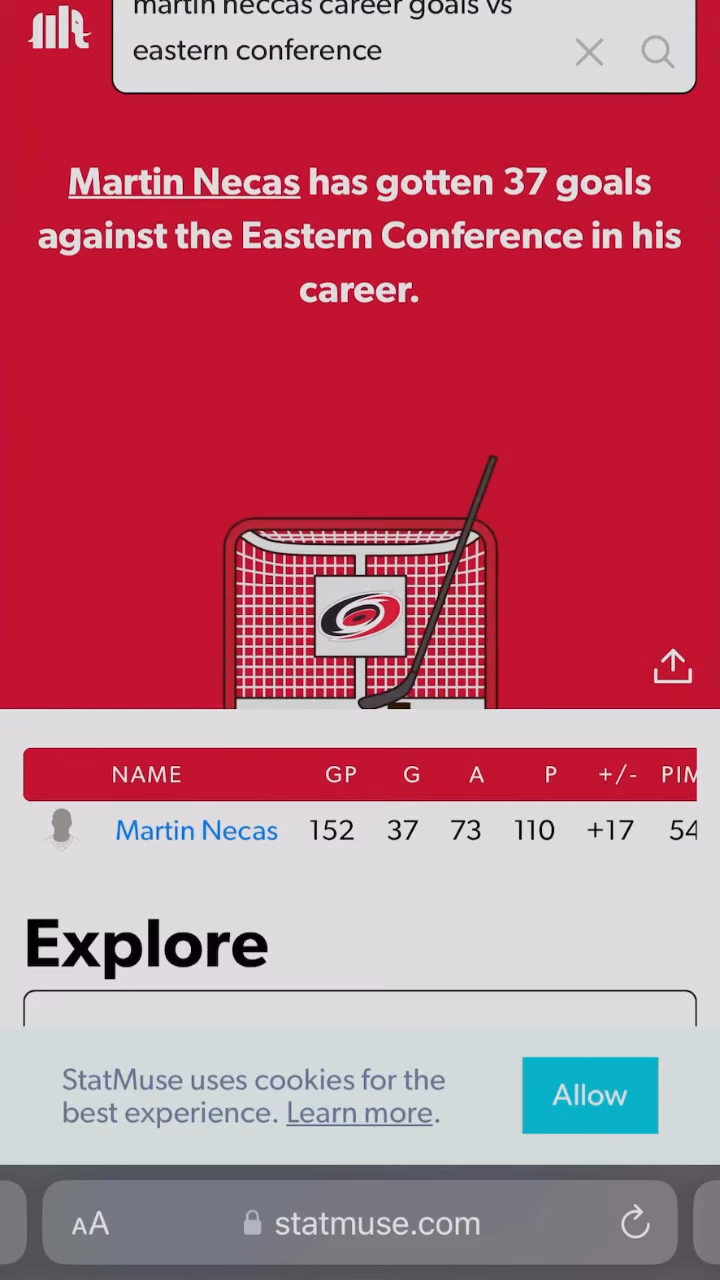 martin neccas career goals vs
eastern conference
Martin Necas has gotten 37 goals
against the Eastern Conference in his
career.
NAME GP G A P +/- PIM
Martin Necas 152 37 73 110 +17 54
Explore
StatMuse uses cookies for the
best experience. Learn more.
Allow
AA statmuse.com